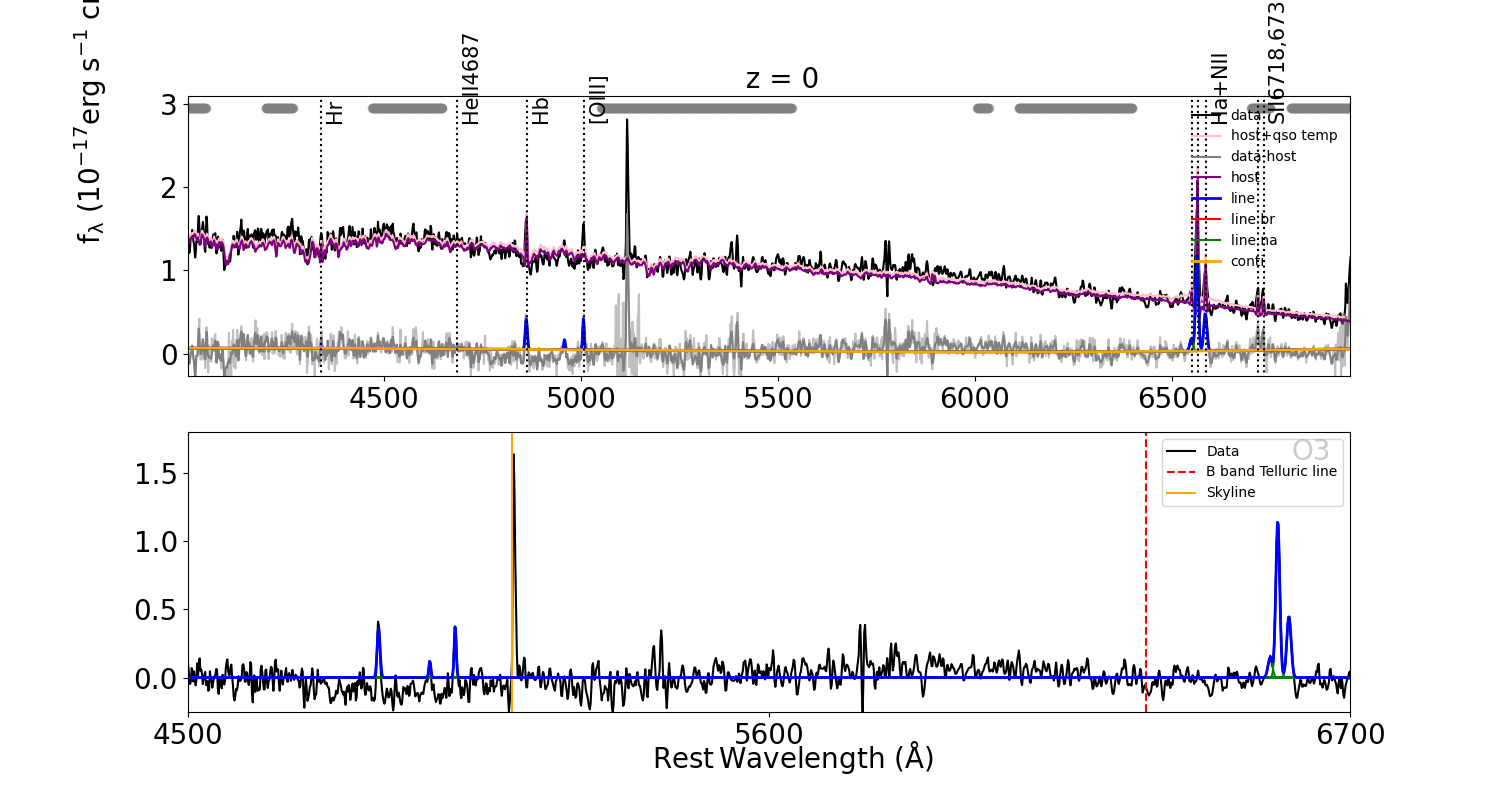 z = 0
f_λ (10^−17 erg s^−1 c
Hr
HeII4687
Hb
[OIII]
Ha+NII
SII6718,673
data
host+qso temp
data-host
host
line
line br
line na
conti
3
2
1
0
4500 5000 5500 6000 6500
O3
Data
B band Telluric line
Skyline
1.5
1.0
0.5
0.0
4500 5600 6700
Rest Wavelength (Å)